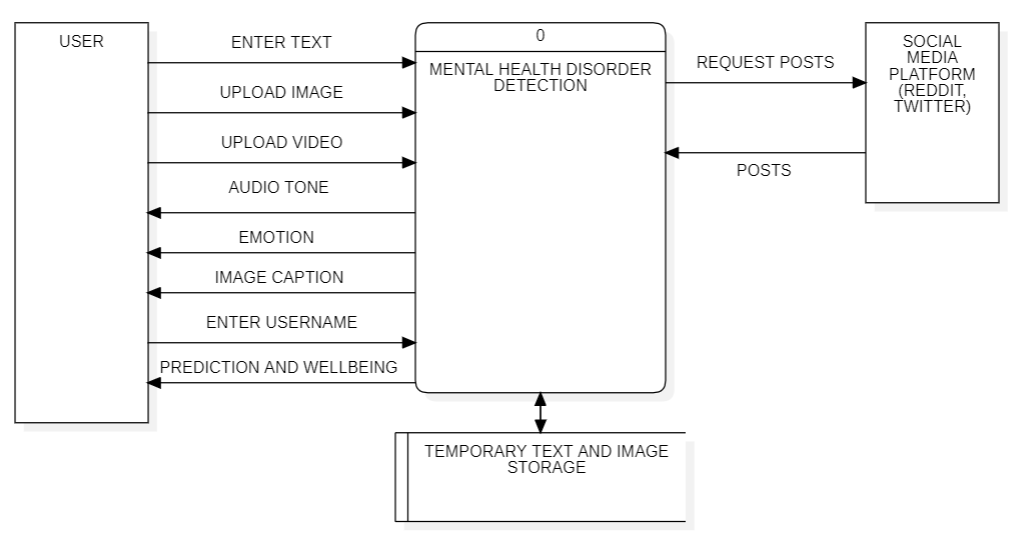 USER
ENTER TEXT
UPLOAD IMAGE
UPLOAD VIDEO
AUDIO TONE
EMOTION
IMAGE CAPTION
ENTER USERNAME
PREDICTION AND WELLBEING
0
MENTAL HEALTH DISORDER
DETECTION
REQUEST POSTS
POSTS
SOCIAL
MEDIA
PLATFORM
(REDDIT,
TWITTER)
TEMPORARY TEXT AND IMAGE
STORAGE